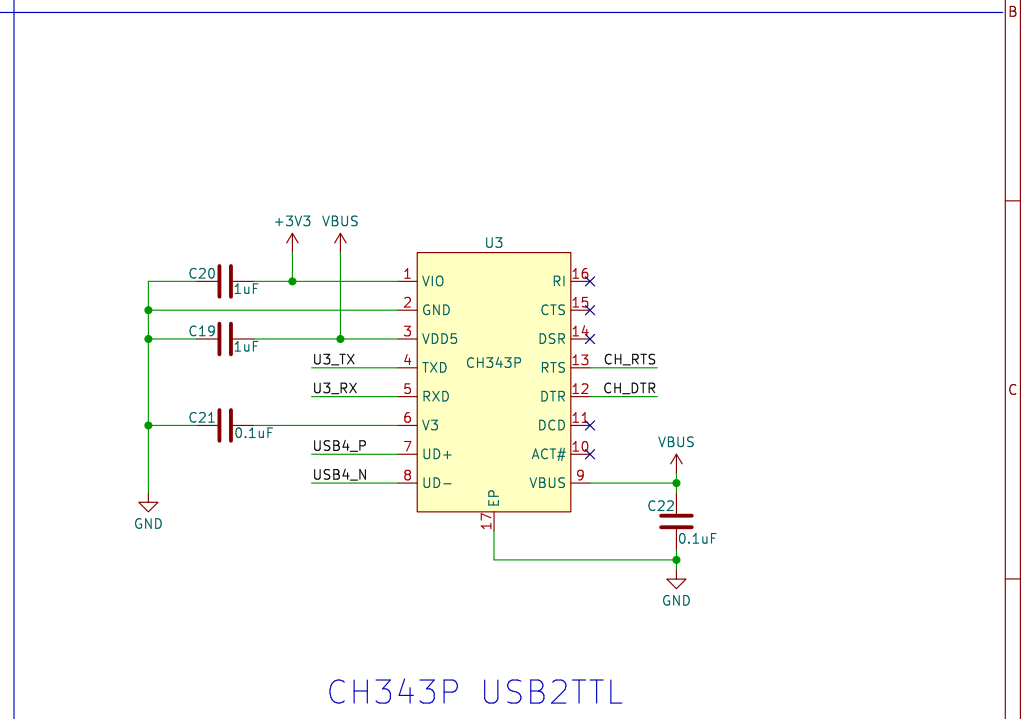 B
+3V3 VBUS
U3
C20 1uF 1 VIO RI 16
2 GND CTS 15
C19 1uF 3 VDD5 DSR 14
U3_TX 4 TXD CH343P RTS 13 CH_RTS
U3_RX 5 RXD DTR 12 CH_DTR
C
C21 0.1uF 6 V3 DCD 11
USB4_P 7 UD+ ACT# 10 VBUS
USB4_N 8 UD- VBUS 9
EP
17
C22
0.1uF
GND
GND
CH343P USB2TTL